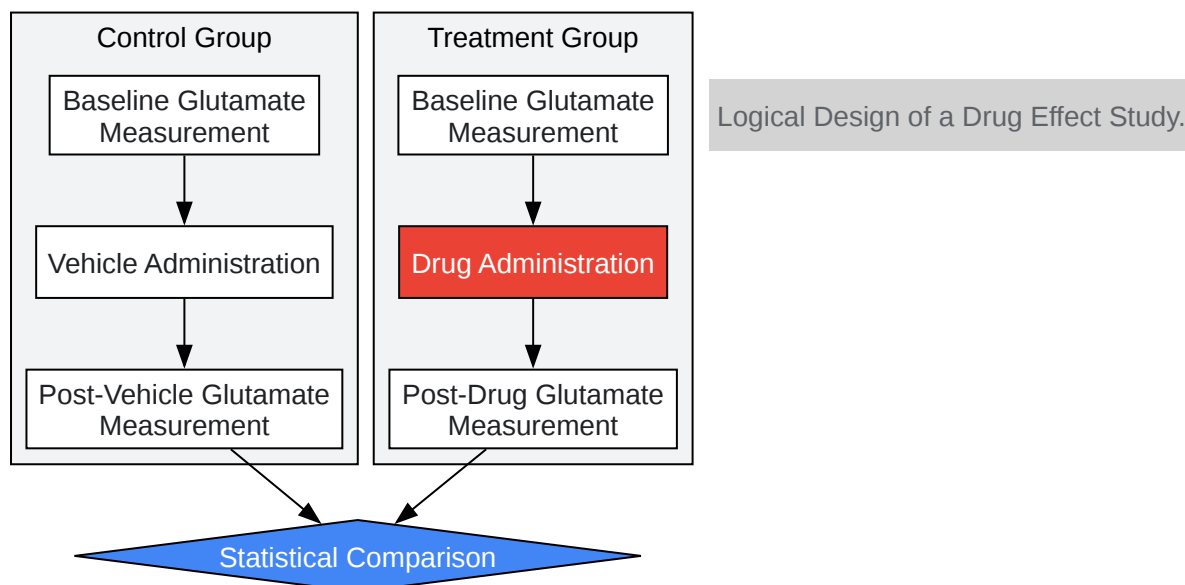 Control Group
Baseline Glutamate
Measurement
Vehicle Administration
Post-Vehicle Glutamate
Measurement
Treatment Group
Baseline Glutamate
Measurement
Drug Administration
Post-Drug Glutamate
Measurement
Logical Design of a Drug Effect Study.
Statistical Comparison